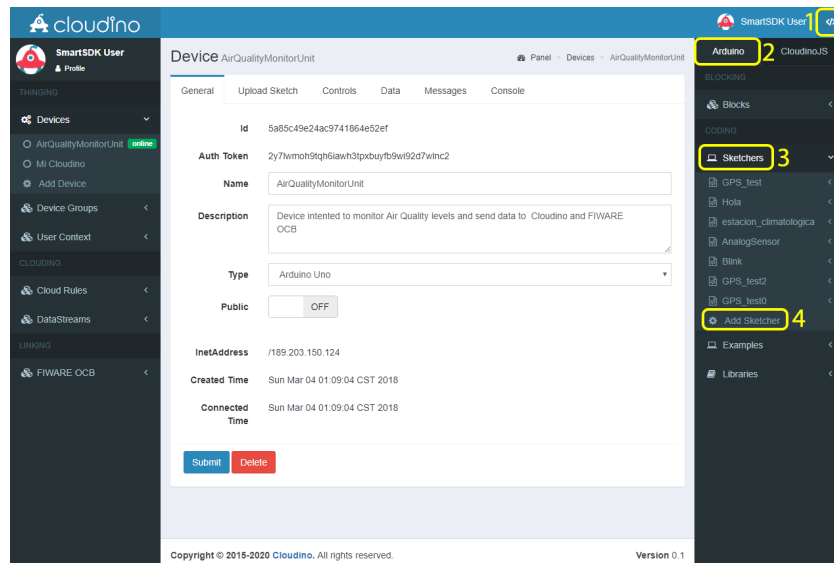 cloudino
SmartSDK User
1
</>
SmartSDK User
Profile
THINGING
Devices
AirQualityMonitorUnit online
Mi Cloudino
Add Device
Device Groups
User Context
CLOUDING
Cloud Rules
DataStreams
LINKING
FIWARE OCB
Device AirQualityMonitorUnit
Panel > Devices > AirQualityMonitorUnit
General Upload Sketch Controls Data Messages Console
Id 5a85c49e24ac9741864e52ef
Auth Token 2y7lwmoh9tqh6iawh3tpxbuyfb9wi92d7wlnc2
Name AirQualityMonitorUnit
Description Device intented to monitor Air Quality levels and send data to Cloudino and FIWARE
OCB
Type Arduino Uno
Public OFF
InetAddress /189.203.150.124
Created Time Sun Mar 04 01:09:04 CST 2018
Connected Sun Mar 04 01:09:04 CST 2018
Time
Submit Delete
Copyright © 2015-2020 Cloudino. All rights reserved. Version 0.1
Arduino 2 CloudinoJS
BLOCKING
Blocks
CODING
Sketchers 3
GPS_test
Hola
estacion_climatologica
AnalogSensor
Blink
GPS_test2
GPS_test0
Add Sketcher 4
Examples
Libraries